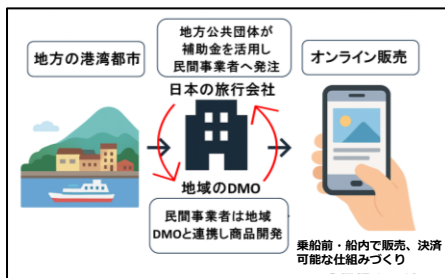 地方の港湾都市
地方公共団体が
補助金を活用し
民間事業者へ発注
オンライン販売
日本の旅行会社
地域のDMO
民間事業者は地域
DMOと連携し商品開発
乗船前・船内で販売、決済
可能な仕組みづくり